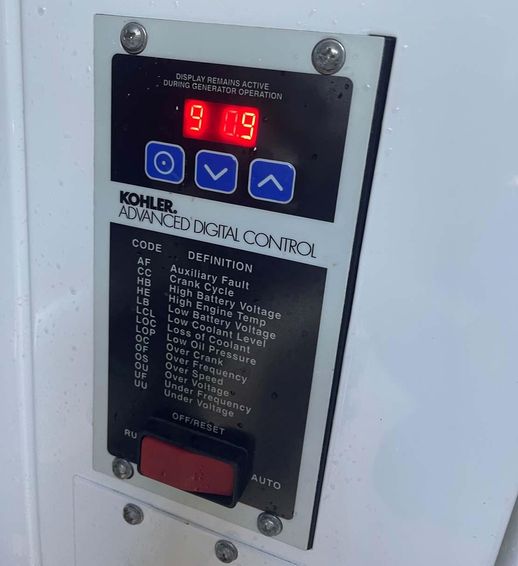 DISPLAY REMAINS ACTIVE
DURING GENERATOR OPERATION
9 9
KOHLER.
ADVANCED DIGITAL CONTROL
CODE DEFINITION
AF Auxiliary Fault
CC Crank Cycle
HB High Battery Voltage
HE High Engine Temp
LB Low Battery Voltage
LCL Low Coolant Level
LOC Loss of Coolant
LOP Low Oil Pressure
OC Over Crank
OF Over Frequency
OS Over Speed
OU Over Voltage
UF Under Frequency
UU Under Voltage
OFF/RESET
RU
AUTO